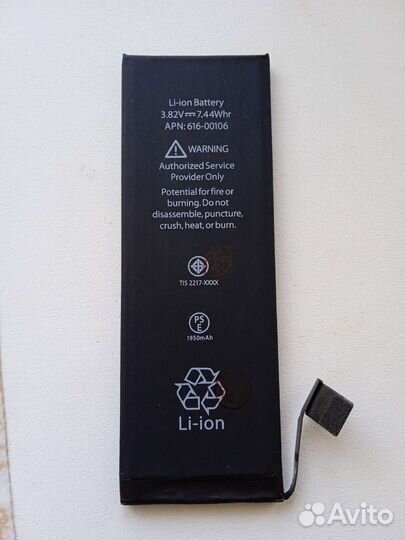 Li-ion Battery
3.82V⎓7.44Whr
APN: 616-00106
WARNING
Authorized Service
Provider Only
Potential for fire or
burning. Do not
disassemble, puncture,
crush, heat, or burn.
TIS 2217-XXXX
PS
E
1950mAh
Li-ion
Avito